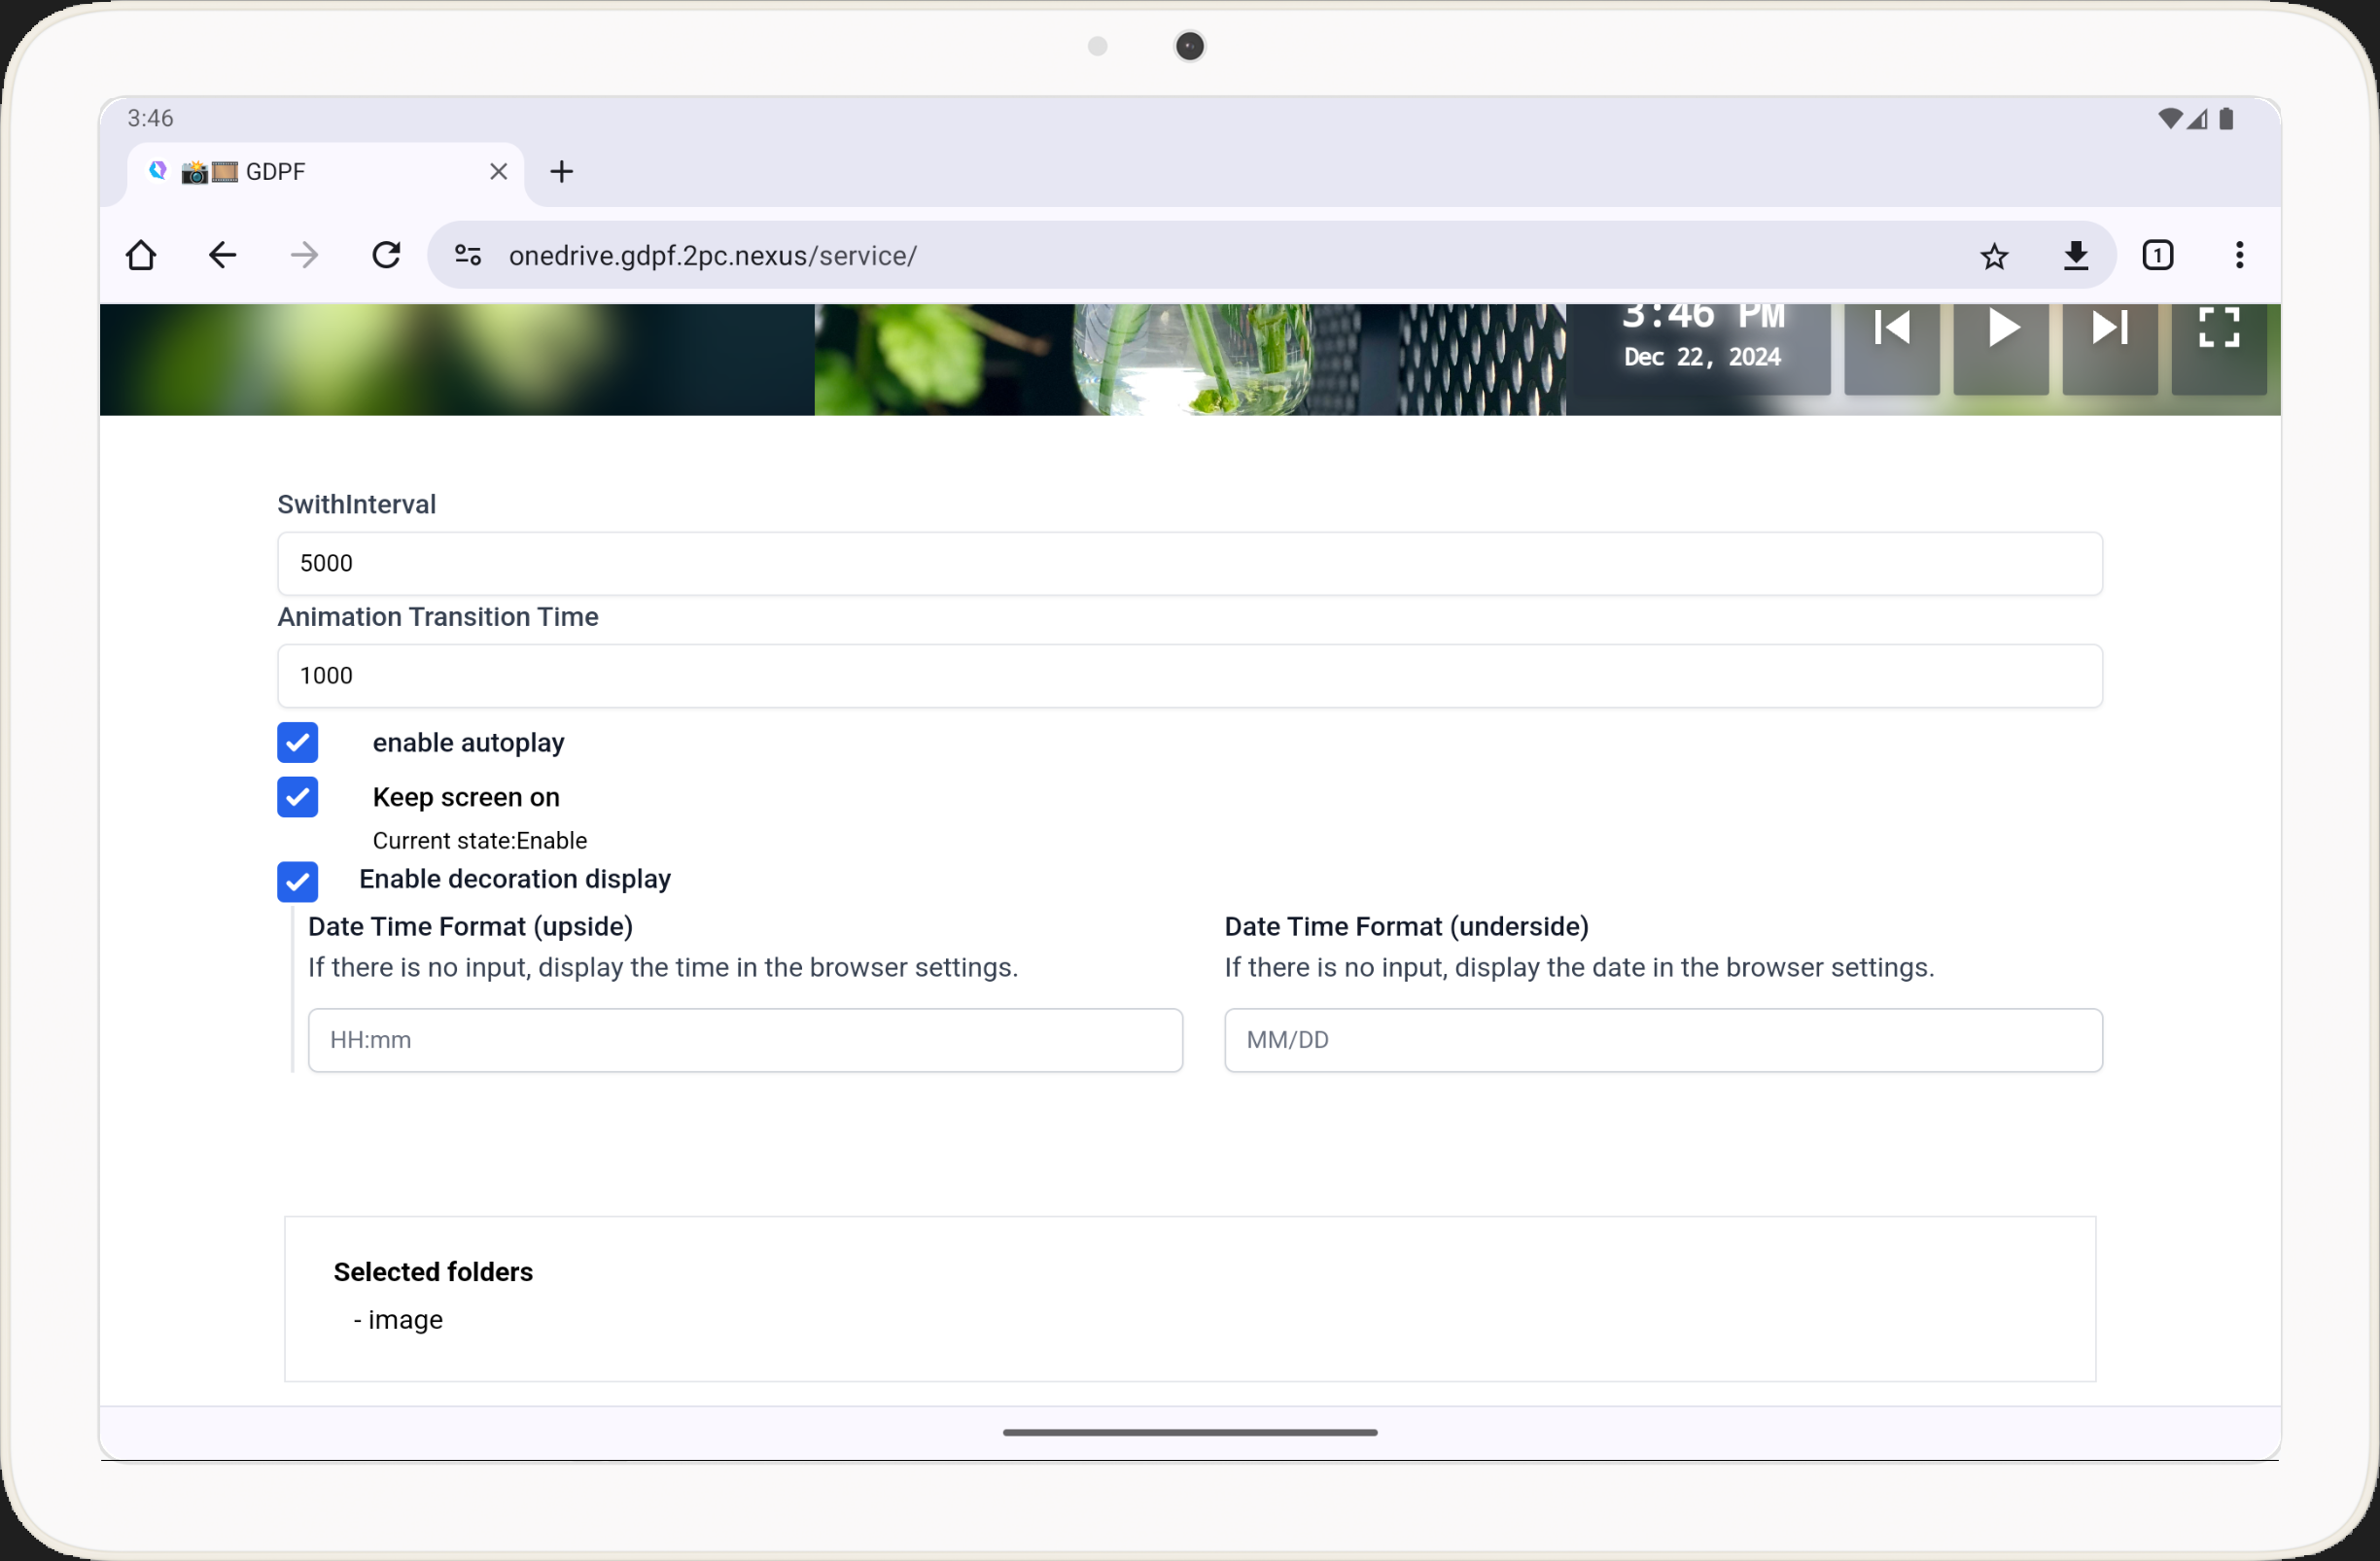 3:46
GDPF
onedrive.gdpf.2pc.nexus/service/
1
3:46 PM
Dec 22, 2024
SwithInterval
5000
Animation Transition Time
1000
enable autoplay
Keep screen on
Current state:Enable
Enable decoration display
Date Time Format (upside)
If there is no input, display the time in the browser settings.
HH:mm
Date Time Format (underside)
If there is no input, display the date in the browser settings.
MM/DD
Selected folders
- image